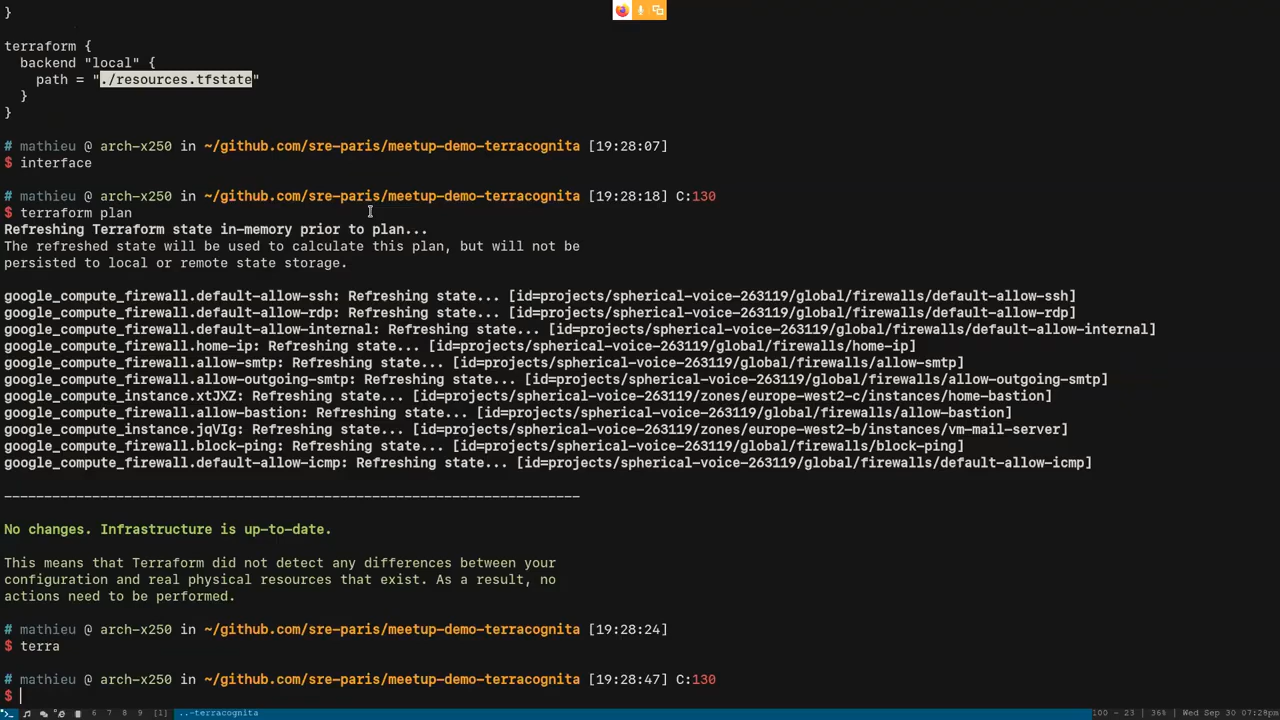 }
terraform {
  backend "local" {
    path = "./resources.tfstate"
  }
}
# mathieu @ arch-x250 in ~/github.com/sre-paris/meetup-demo-terracognita [19:28:07]
$ interface
# mathieu @ arch-x250 in ~/github.com/sre-paris/meetup-demo-terracognita [19:28:18] C:130
$ terraform plan
Refreshing Terraform state in-memory prior to plan...
The refreshed state will be used to calculate this plan, but will not be
persisted to local or remote state storage.
google_compute_firewall.default-allow-ssh: Refreshing state... [id=projects/spherical-voice-263119/global/firewalls/default-allow-ssh]
google_compute_firewall.default-allow-rdp: Refreshing state... [id=projects/spherical-voice-263119/global/firewalls/default-allow-rdp]
google_compute_firewall.default-allow-internal: Refreshing state... [id=projects/spherical-voice-263119/global/firewalls/default-allow-internal]
google_compute_firewall.home-ip: Refreshing state... [id=projects/spherical-voice-263119/global/firewalls/home-ip]
google_compute_firewall.allow-smtp: Refreshing state... [id=projects/spherical-voice-263119/global/firewalls/allow-smtp]
google_compute_firewall.allow-outgoing-smtp: Refreshing state... [id=projects/spherical-voice-263119/global/firewalls/allow-outgoing-smtp]
google_compute_instance.xtJXZ: Refreshing state... [id=projects/spherical-voice-263119/zones/europe-west2-c/instances/home-bastion]
google_compute_firewall.allow-bastion: Refreshing state... [id=projects/spherical-voice-263119/global/firewalls/allow-bastion]
google_compute_instance.jqVIg: Refreshing state... [id=projects/spherical-voice-263119/zones/europe-west2-b/instances/vm-mail-server]
google_compute_firewall.block-ping: Refreshing state... [id=projects/spherical-voice-263119/global/firewalls/block-ping]
google_compute_firewall.default-allow-icmp: Refreshing state... [id=projects/spherical-voice-263119/global/firewalls/default-allow-icmp]
------------------------------------------------------------------------
No changes. Infrastructure is up-to-date.
This means that Terraform did not detect any differences between your
configuration and real physical resources that exist. As a result, no
actions need to be performed.
# mathieu @ arch-x250 in ~/github.com/sre-paris/meetup-demo-terracognita [19:28:24]
$ terra
# mathieu @ arch-x250 in ~/github.com/sre-paris/meetup-demo-terracognita [19:28:47] C:130
$
6 7 8 9 [1] ..-terracognita 100 - 23 | 36% | Wed Sep 30 07:28pm